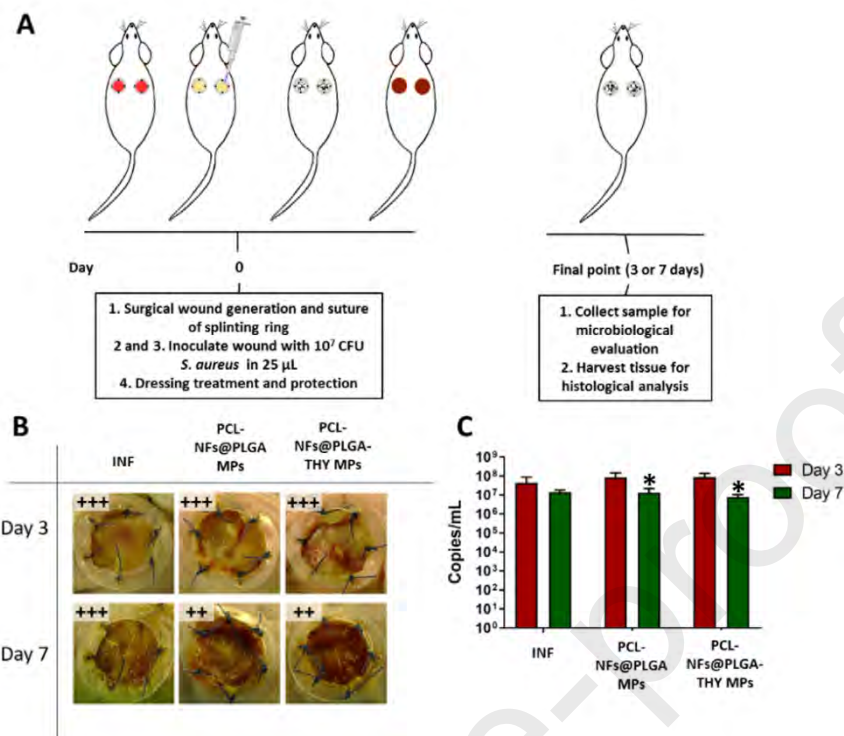 A
Day
0
Final point (3 or 7 days)
1. Surgical wound generation and suture
of splinting ring
2 and 3. Inoculate wound with 10⁷ CFU
S. aureus in 25 µL
4. Dressing treatment and protection
1. Collect sample for
microbiological
evaluation
2. Harvest tissue for
histological analysis
B
INF
PCL-
NFs@PLGA
MPs
PCL-
NFs@PLGA-
THY MPs
Day 3
+++
+++
+++
Day 7
+++
++
++
C
Copies/mL
10⁹
10⁸
10⁷
10⁶
10⁵
10⁴
10³
10²
10¹
10⁰
*
*
Day 3
Day 7
INF
PCL-
NFs@PLGA
MPs
PCL-
NFs@PLGA-
THY MPs
e-proof